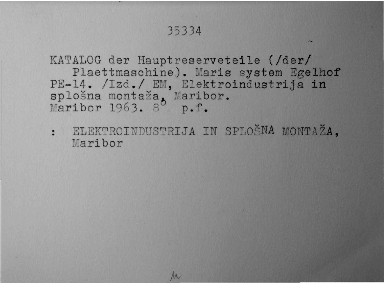 35334
KATALOG der Hauptreserveteile (/der/
Plaettmaschine). Maris system Egelhof
PE-14. /Izd./ EM, Elektroindustrija in
splošna montaža, Maribor.
Maribor 1963. 8° p.f.
: ELEKTROINDUSTRIJA IN SPLOŠNA MONTAŽA,
Maribor